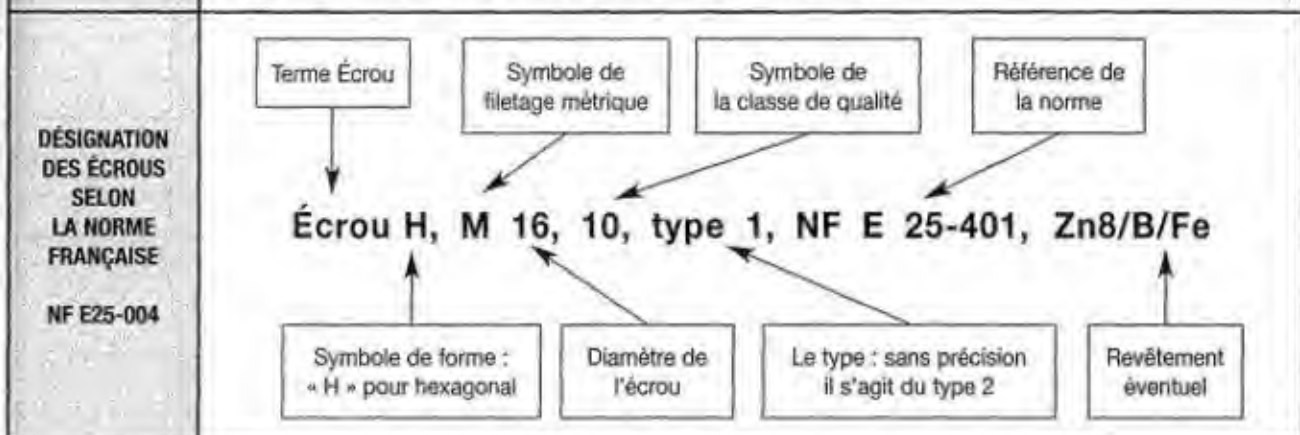 DÉSIGNATION
DES ÉCROUS
SELON
LA NORME
FRANÇAISE
NF E25-004
Terme Écrou
Symbole de
filetage métrique
Symbole de
la classe de qualité
Référence de
la norme
Écrou H, M 16, 10, type 1, NF E 25-401, Zn8/B/Fe
Symbole de forme :
« H » pour hexagonal
Diamètre de
l'écrou
Le type : sans précision
il s'agit du type 2
Revêtement
éventuel